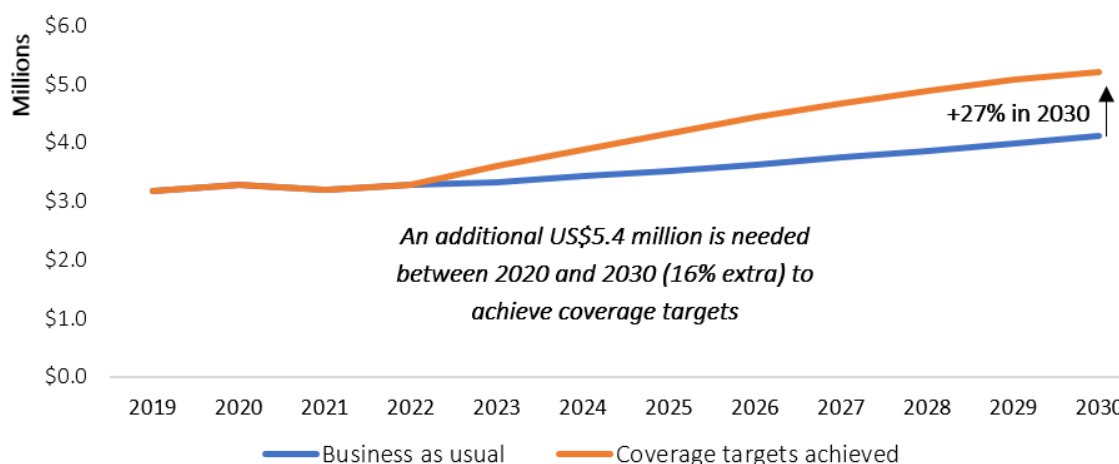 $6.0
Millions
$5.0
+27% in 2030
$4.0
$3.0
An additional US$5.4 million is needed
between 2020 and 2030 (16% extra) to
achieve coverage targets
$2.0
$1.0
$0.0
2019 2020 2021 2022 2023 2024 2025 2026 2027 2028 2029 2030
Business as usual Coverage targets achieved